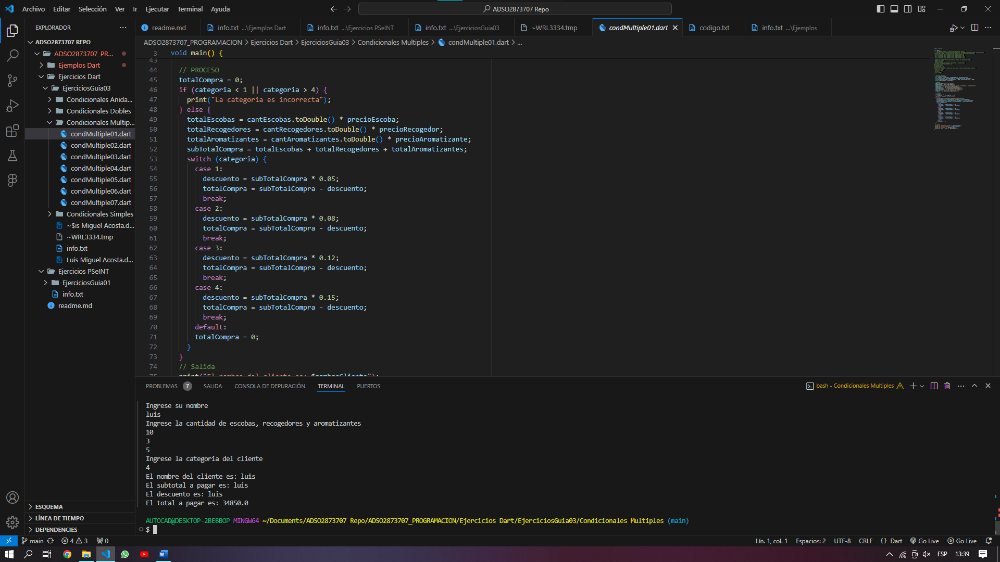 Archivo Editar Selección Ver Ir Ejecutar Terminal Ayuda
ADSO2873707 Repo
EXPLORADOR
ADSO2873707 REPO
ADSO2873707_PR...
Ejemplos Dart
Ejercicios Dart
EjerciciosGuia03
Condicionales Anida...
Condicionales Dobles
Condicionales Multip...
condMultiple01.dart
condMultiple02.dart
condMultiple03.dart
condMultiple04.dart
condMultiple05.dart
condMultiple06.dart
condMultiple07.dart
Condicionales Simples
~$is Miguel Acosta.d...
~WRL3334.tmp
info.txt
Luis Miguel Acosta.d...
Ejercicios PSeINT
EjerciciosGuia01
info.txt
readme.md
ESQUEMA
LÍNEA DE TIEMPO
DEPENDENCIES
readme.md
info.txt ...\Ejemplos Dart
info.txt ...\Ejercicios PSeINT
info.txt ...\EjerciciosGuia03
~WRL3334.tmp
condMultiple01.dart
codigo.txt
info.txt ...\Ejemplos
ADSO2873707_PROGRAMACION > Ejercicios Dart > EjerciciosGuia03 > Condicionales Multiples > condMultiple01.dart > ...
3 void main() {
43
44 // PROCESO
45 totalCompra = 0;
46 if (categoria < 1 || categoria > 4) {
47 print("La categoria es incorrecta");
48 } else {
49 totalEscobas = cantEscobas.toDouble() * precioEscoba;
50 totalRecogedores = cantRecogedores.toDouble() * precioRecogedor;
51 totalAromatizantes = cantAromatizantes.toDouble() * precioAromatizante;
52 subTotalCompra = totalEscobas + totalRecogedores + totalAromatizantes;
53 switch (categoria) {
54 case 1:
55 descuento = subTotalCompra * 0.05;
56 totalCompra = subTotalCompra - descuento;
57 break;
58 case 2:
59 descuento = subTotalCompra * 0.08;
60 totalCompra = subTotalCompra - descuento;
61 break;
62 case 3:
63 descuento = subTotalCompra * 0.12;
64 totalCompra = subTotalCompra - descuento;
65 break;
66 case 4:
67 descuento = subTotalCompra * 0.15;
68 totalCompra = subTotalCompra - descuento;
69 break;
70 default:
71 totalCompra = 0;
72 }
73 }
74 // Salida
75 print("El nombre del cliente es: $nombreCliente");
PROBLEMAS 7 SALIDA CONSOLA DE DEPURACIÓN TERMINAL PUERTOS
bash - Condicionales Multiples
Ingrese su nombre
luis
Ingrese la cantidad de escobas, recogedores y aromatizantes
10
3
5
Ingrese la categoria del cliente
4
El nombre del cliente es: luis
El subtotal a pagar es: luis
El descuento es: luis
El total a pagar es: 34850.0
AUTOCAD@DESKTOP-2BEBBOP MINGW64 ~/Documents/ADSO2873707 Repo/ADSO2873707_PROGRAMACION/Ejercicios Dart/EjerciciosGuia03/Condicionales Multiples (main)
$
main 4 3 0
Lín. 1, col. 1 Espacios: 2 UTF-8 CRLF {} Dart Go Live Go Live
ESP 13:39